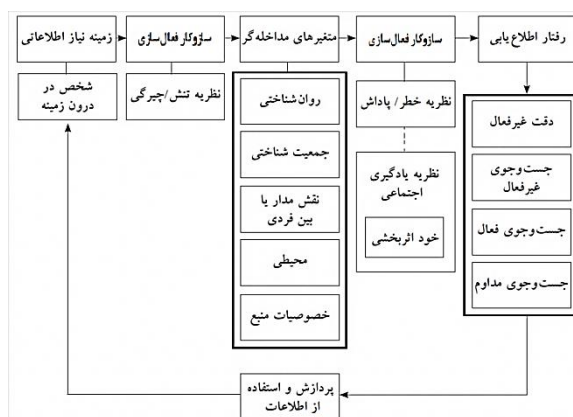 زمینه نیاز اطلاعاتی
سازوکار فعال‌سازی
متغیرهای مداخله‌گر
سازوکار فعال‌سازی
رفتار اطلاع‌یابی
شخص در
درون زمینه
نظریه تنش/چیرگی
روان‌شناختی
جمعیت شناختی
نقش مدار یا
بین فردی
محیطی
خصوصیات منبع
نظریه خطر/ پاداش
نظریه یادگیری
اجتماعی
خود اثربخشی
دقت غیرفعال
جست‌وجوی
غیرفعال
جست‌وجوی فعال
جست‌وجوی مداوم
پردازش و استفاده
از اطلاعات